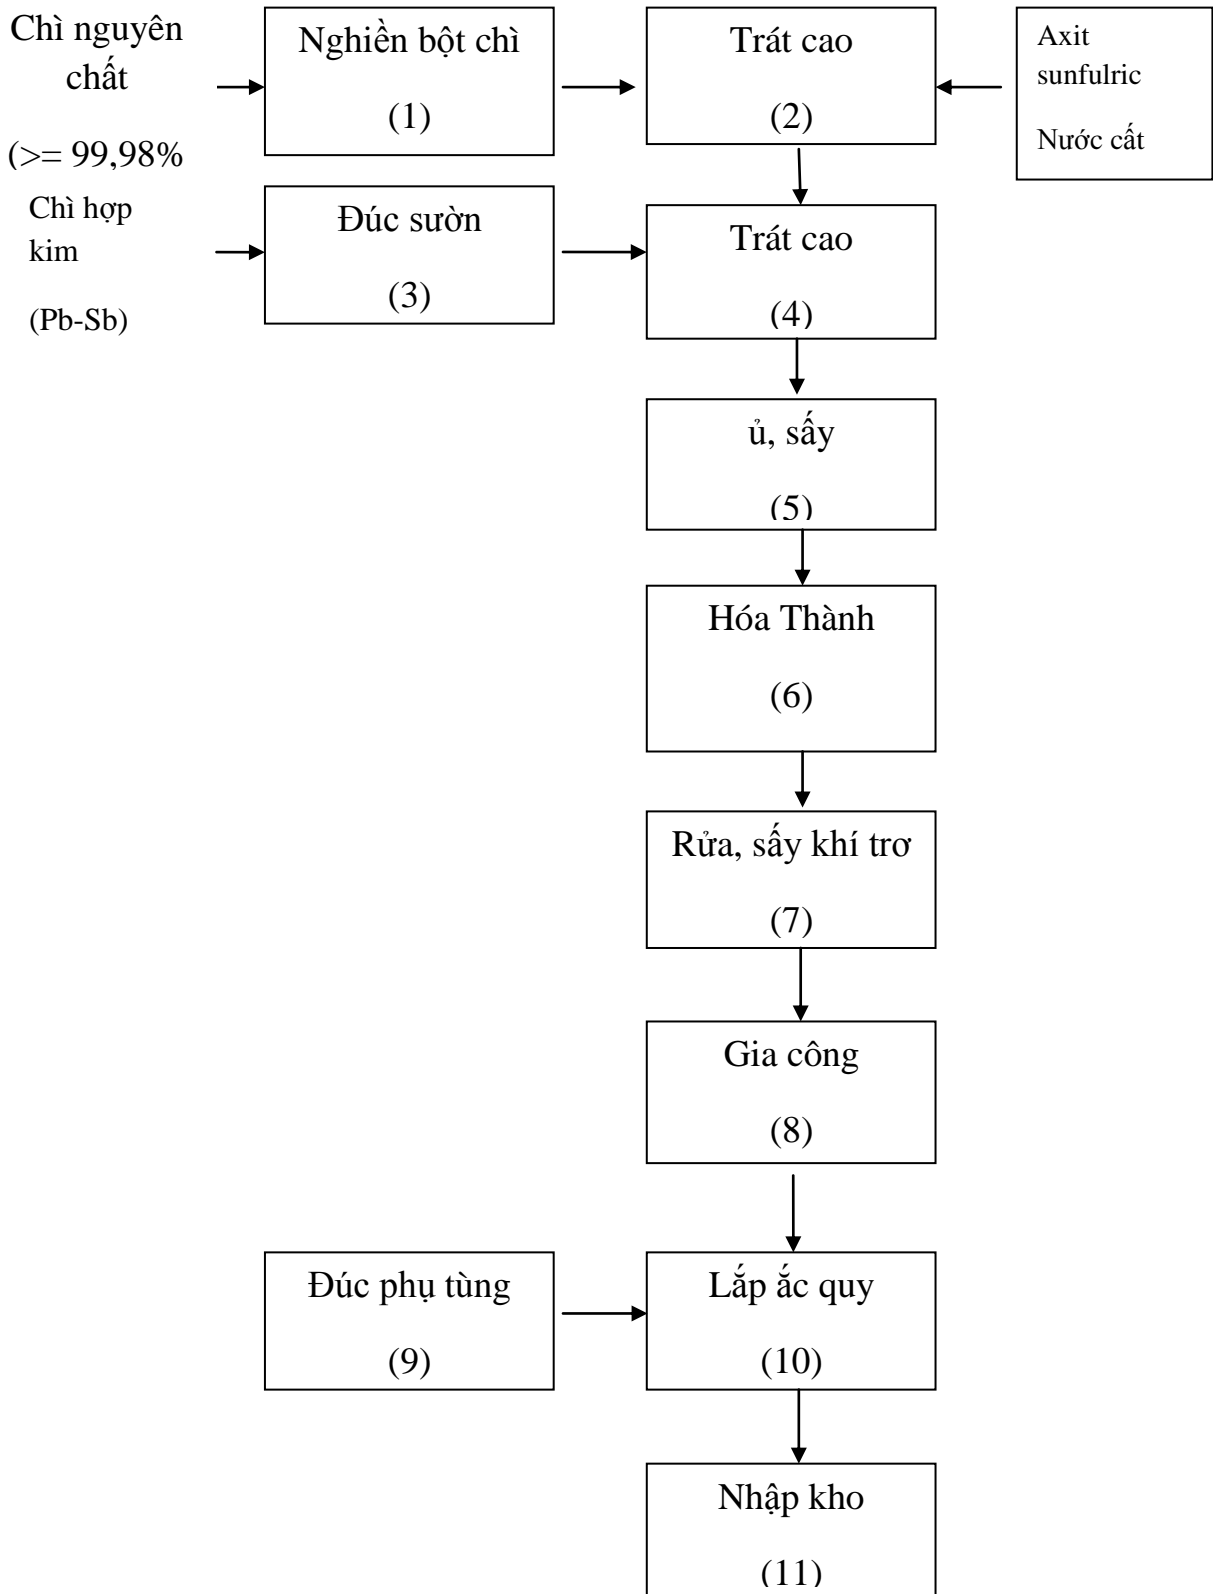 Chì nguyên
chất
(>= 99,98%
Nghiền bột chì
(1)
Trát cao
(2)
Axit
sunfulric
Nước cất
Chì hợp
kim
(Pb-Sb)
Đúc sườn
(3)
Trát cao
(4)
ủ, sấy
(5)
Hóa Thành
(6)
Rửa, sấy khí trơ
(7)
Gia công
(8)
Đúc phụ tùng
(9)
Lắp ắc quy
(10)
Nhập kho
(11)